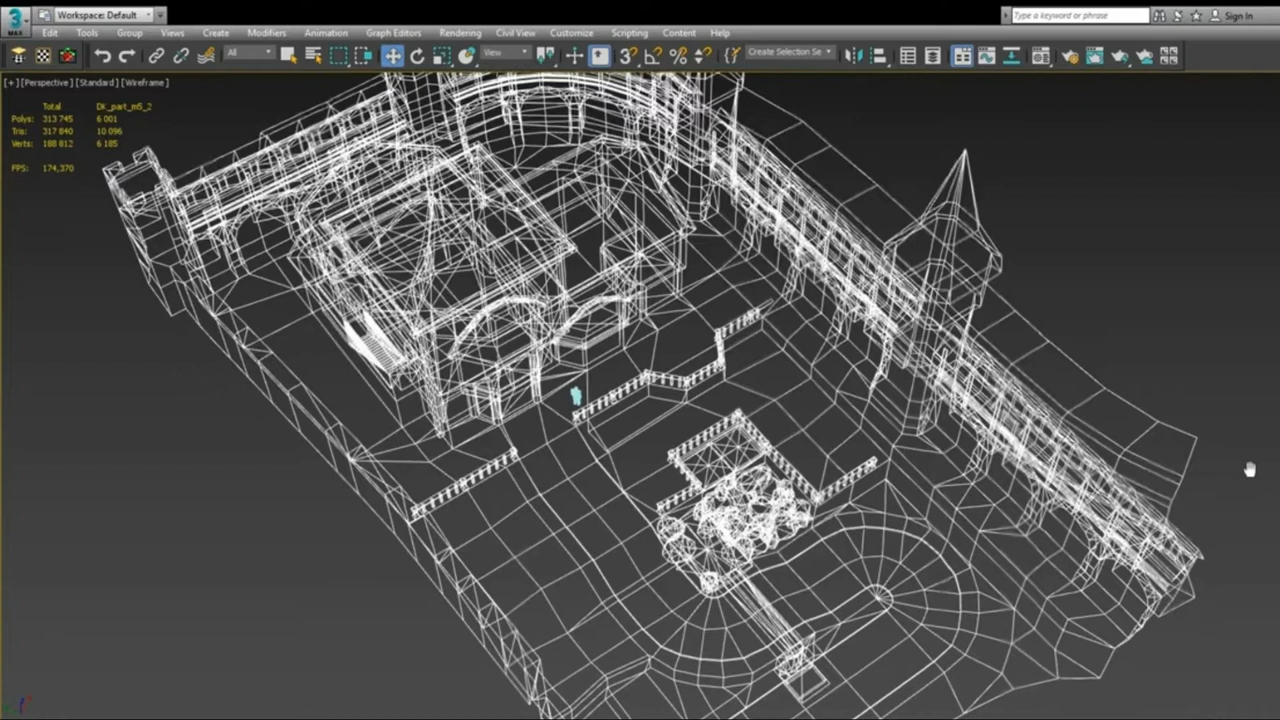 3
MAX
Workspace: Default
Type a keyword or phrase
Sign In
Edit Tools Group Views Create Modifiers Animation Graph Editors Rendering Civil View Customize Scripting Content Help
All
View
Create Selection Se
[+] [Perspective] [Standard] [Wireframe]
Total DK_part_m5_2
Polys: 313 745 6 001
Tris: 317 840 10 096
Verts: 188 812 6 185
FPS: 174,370